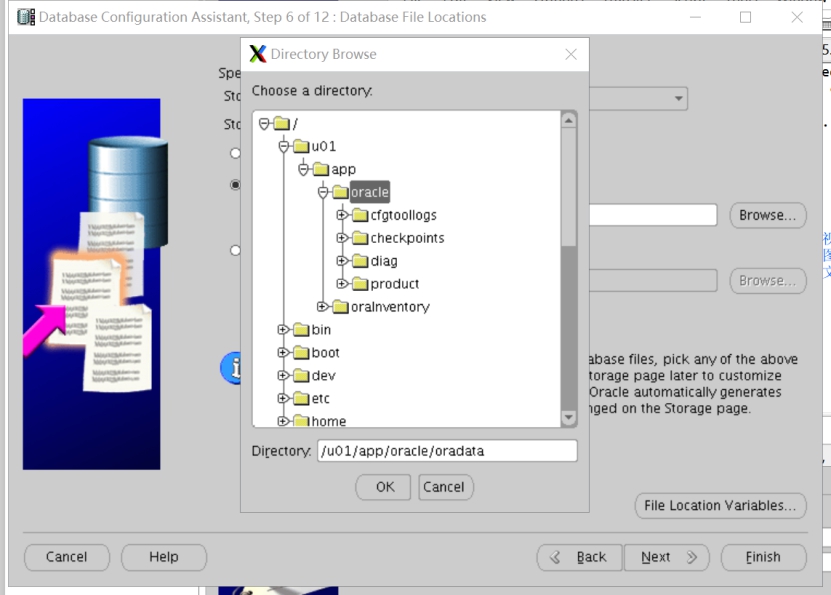 Database Configuration Assistant, Step 6 of 12 : Database File Locations
Directory Browse
Spe
Choose a directory:
Sto
/
Sto
u01
app
oracle
cfgtoollogs
Browse...
checkpoints
diag
product
Browse...
oraInventory
bin
boot
abase files, pick any of the above
dev
torage page later to customize
etc
Oracle automatically generates
home
nged on the Storage page.
Directory: /u01/app/oracle/oradata
OK
Cancel
File Location Variables...
Cancel
Help
Back
Next
Finish